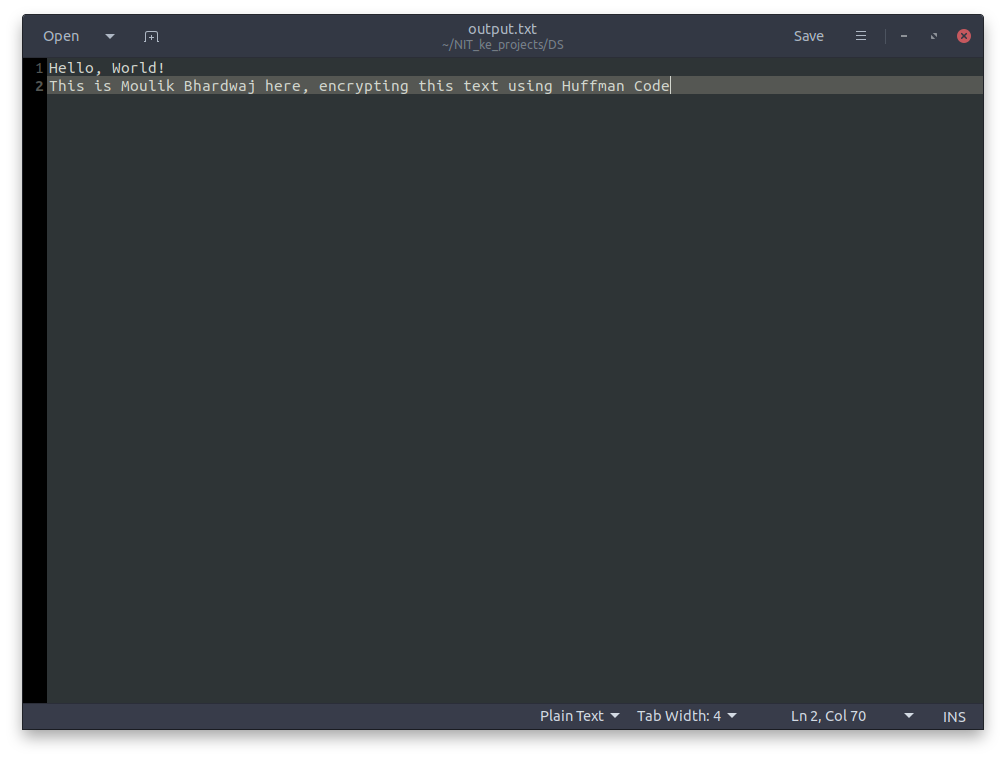 Open
output.txt
~/NIT_ke_projects/DS
Save
1 Hello, World!
2 This is Moulik Bhardwaj here, encrypting this text using Huffman Code
Plain Text Tab Width: 4 Ln 2, Col 70 INS